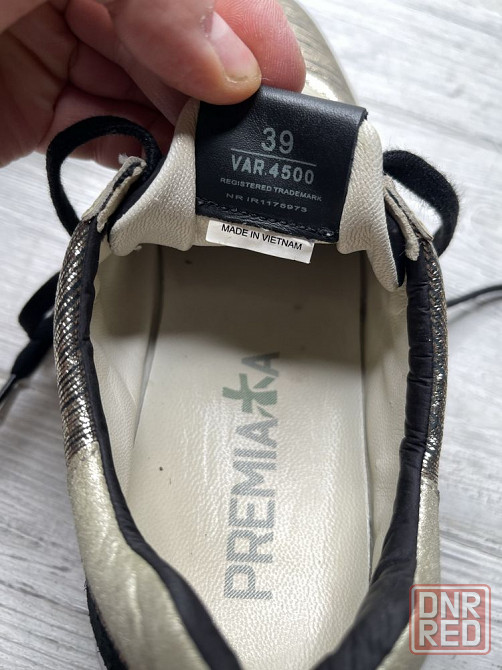 39
VAR.4500
REGISTERED TRADEMARK
NR IR1176973
MADE IN VIETNAM
PREMIATA
DNR
RED